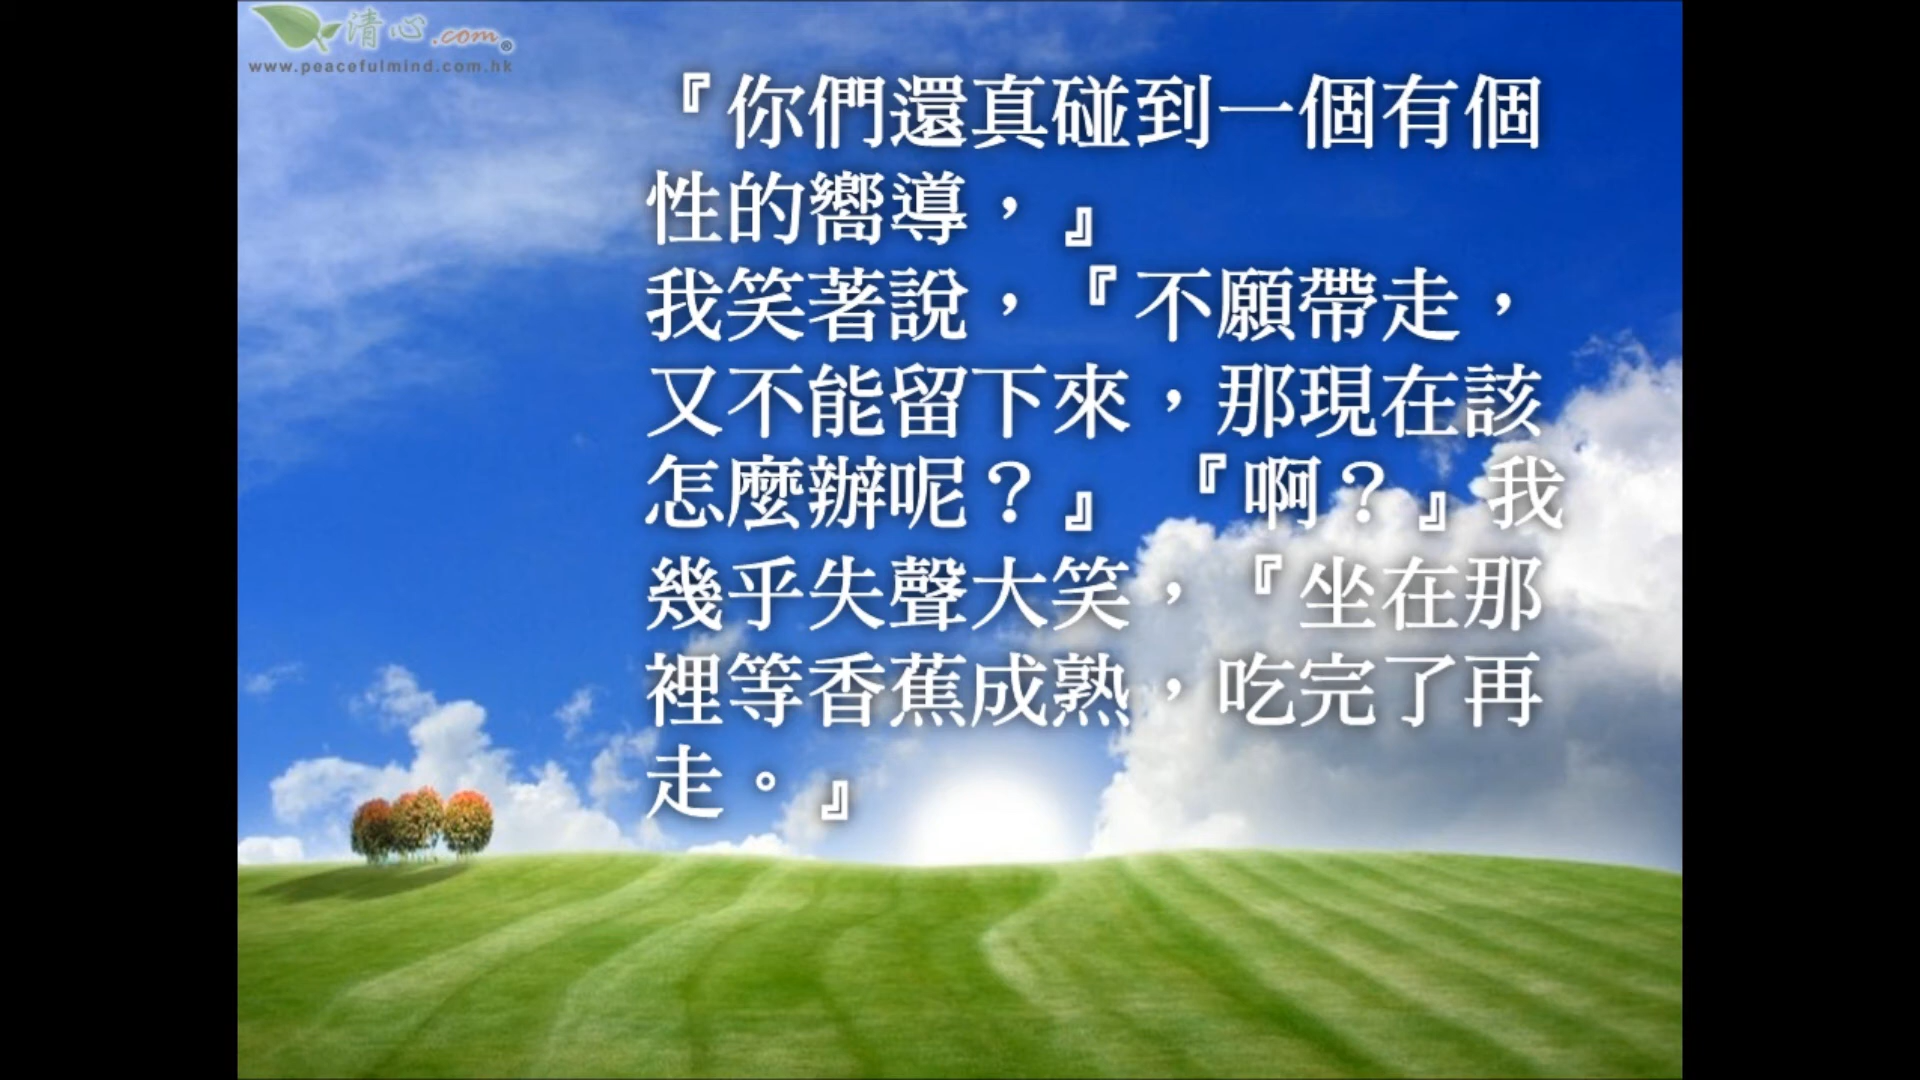 清心.com®
www.peacefulmind.com.hk
『你們還真碰到一個有個
性的嚮導，』
我笑著說，『不願帶走，
又不能留下來，那現在該
怎麼辦呢？』 『啊？』我
幾乎失聲大笑，『坐在那
裡等香蕉成熟，吃完了再
走。』